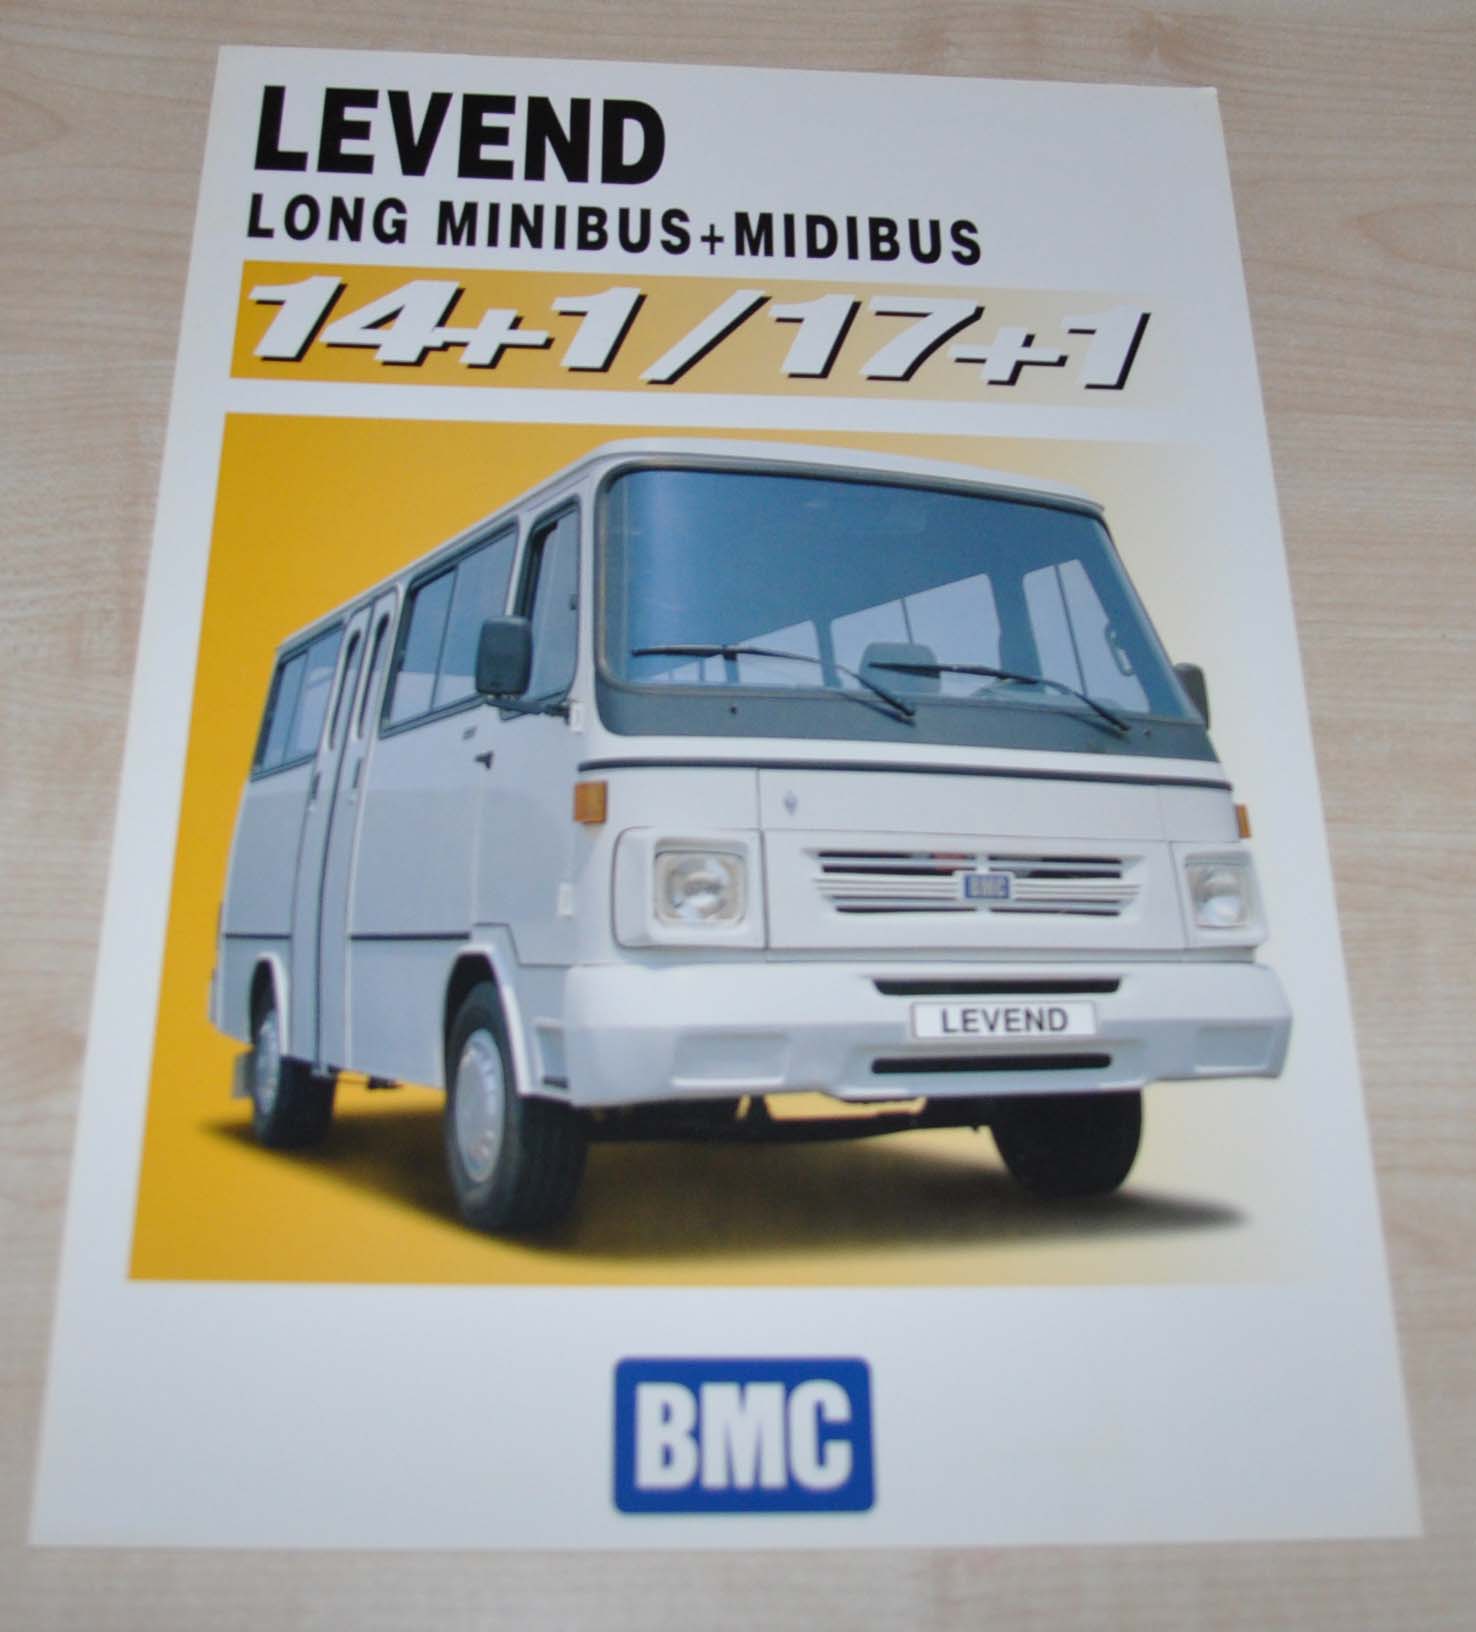 LEVEND
LONG MINIBUS+MIDIBUS
14+1/17+1
BMC
LEVEND
BMC